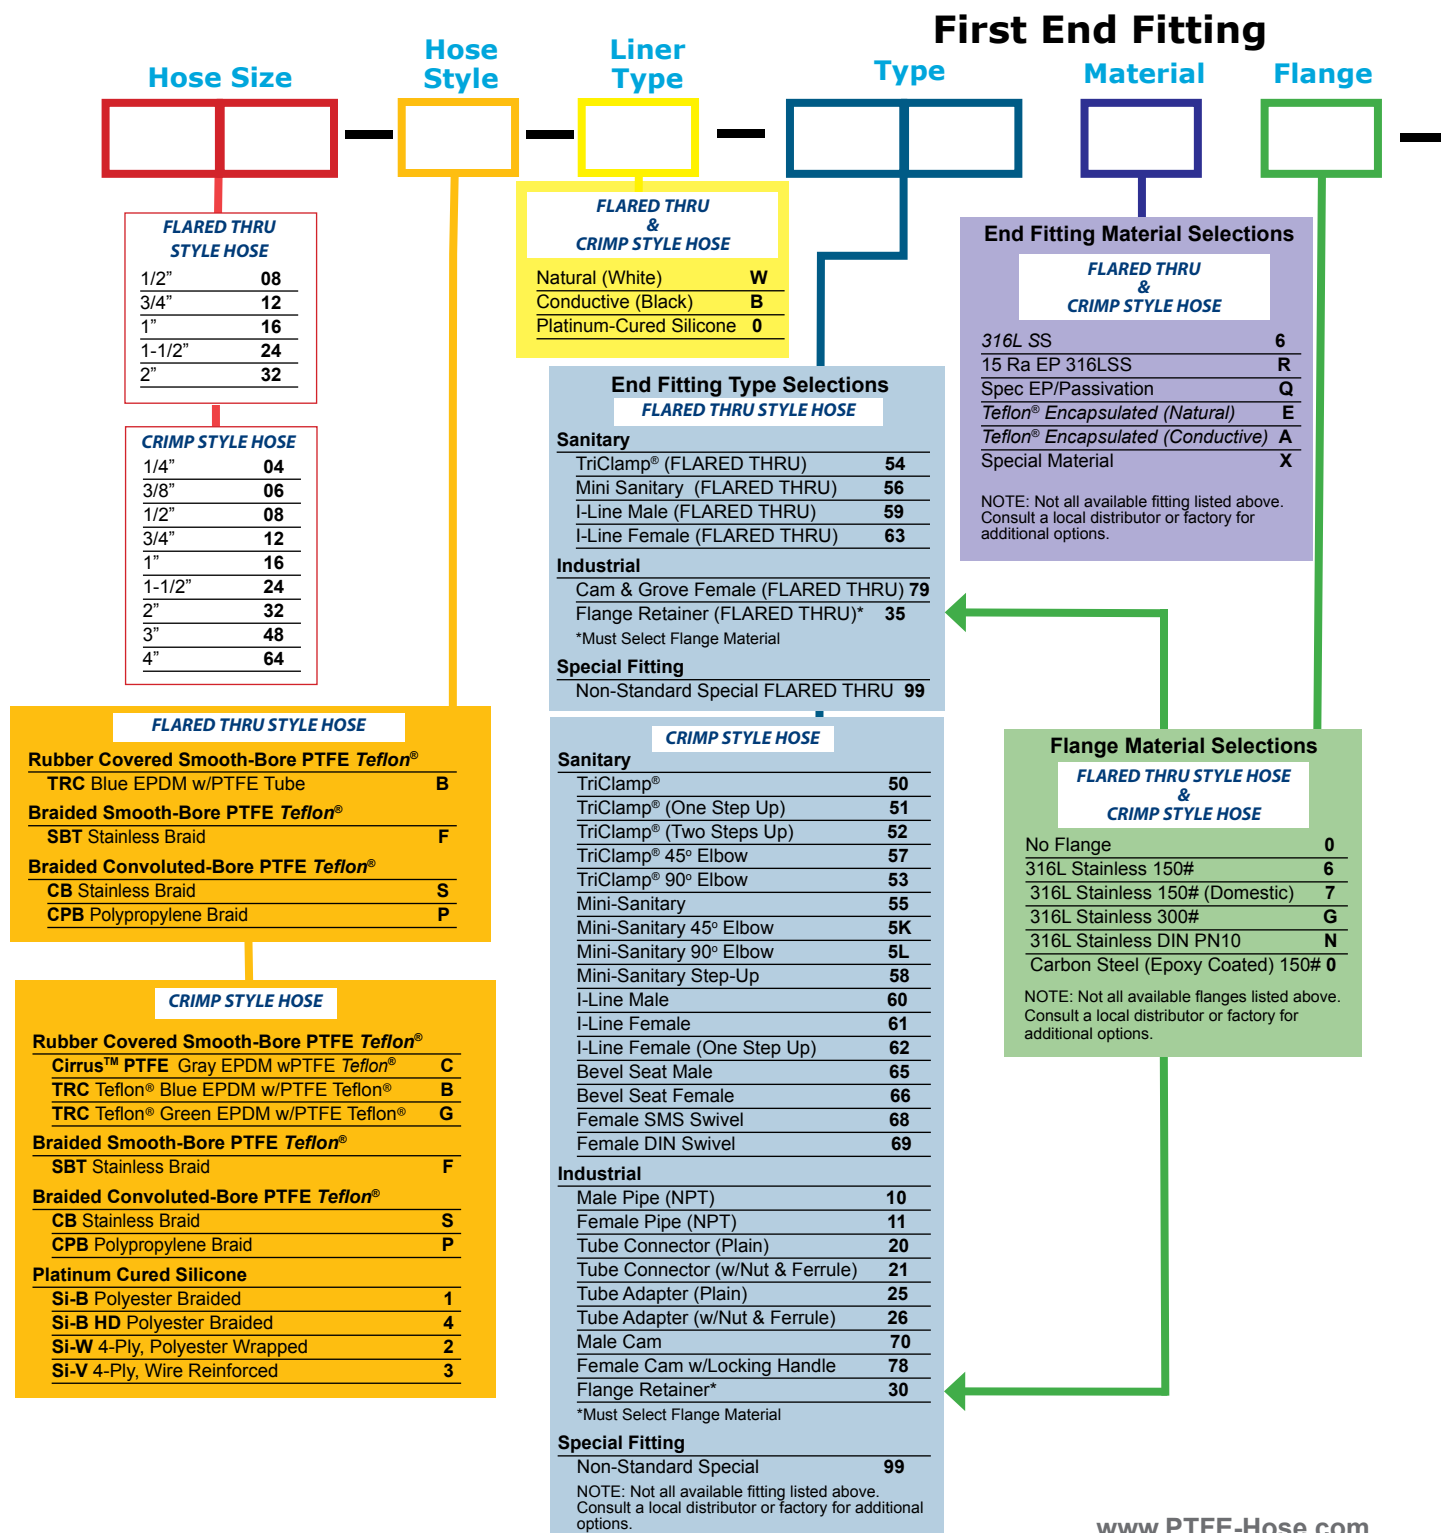 First End Fitting
Hose Size
Hose
Style
Liner
Type
Type
Material
Flange
FLARED THRU
STYLE HOSE
1/2” 08
3/4” 12
1” 16
1-1/2” 24
2” 32
CRIMP STYLE HOSE
1/4” 04
3/8” 06
1/2” 08
3/4” 12
1” 16
1-1/2” 24
2” 32
3” 48
4” 64
FLARED THRU STYLE HOSE
Rubber Covered Smooth-Bore PTFE Teflon®
TRC Blue EPDM w/PTFE Tube B
Braided Smooth-Bore PTFE Teflon®
SBT Stainless Braid F
Braided Convoluted-Bore PTFE Teflon®
CB Stainless Braid S
CPB Polypropylene Braid P
CRIMP STYLE HOSE
Rubber Covered Smooth-Bore PTFE Teflon®
Cirrus™ PTFE Gray EPDM wPTFE Teflon® C
TRC Teflon® Blue EPDM w/PTFE Teflon® B
TRC Teflon® Green EPDM w/PTFE Teflon® G
Braided Smooth-Bore PTFE Teflon®
SBT Stainless Braid F
Braided Convoluted-Bore PTFE Teflon®
CB Stainless Braid S
CPB Polypropylene Braid P
Platinum Cured Silicone
Si-B Polyester Braided 1
Si-B HD Polyester Braided 4
Si-W 4-Ply, Polyester Wrapped 2
Si-V 4-Ply, Wire Reinforced 3
FLARED THRU
&
CRIMP STYLE HOSE
Natural (White) W
Conductive (Black) B
Platinum-Cured Silicone 0
End Fitting Type Selections
FLARED THRU STYLE HOSE
Sanitary
TriClamp® (FLARED THRU) 54
Mini Sanitary (FLARED THRU) 56
I-Line Male (FLARED THRU) 59
I-Line Female (FLARED THRU) 63
Industrial
Cam & Grove Female (FLARED THRU) 79
Flange Retainer (FLARED THRU)* 35
*Must Select Flange Material
Special Fitting
Non-Standard Special FLARED THRU 99
CRIMP STYLE HOSE
Sanitary
TriClamp® 50
TriClamp® (One Step Up) 51
TriClamp® (Two Steps Up) 52
TriClamp® 45º Elbow 57
TriClamp® 90º Elbow 53
Mini-Sanitary 55
Mini-Sanitary 45º Elbow 5K
Mini-Sanitary 90º Elbow 5L
Mini-Sanitary Step-Up 58
I-Line Male 60
I-Line Female 61
I-Line Female (One Step Up) 62
Bevel Seat Male 65
Bevel Seat Female 66
Female SMS Swivel 68
Female DIN Swivel 69
Industrial
Male Pipe (NPT) 10
Female Pipe (NPT) 11
Tube Connector (Plain) 20
Tube Connector (w/Nut & Ferrule) 21
Tube Adapter (Plain) 25
Tube Adapter (w/Nut & Ferrule) 26
Male Cam 70
Female Cam w/Locking Handle 78
Flange Retainer* 30
*Must Select Flange Material
Special Fitting
Non-Standard Special 99
NOTE: Not all available fitting listed above.
Consult a local distributor or factory for additional
options.
End Fitting Material Selections
FLARED THRU
&
CRIMP STYLE HOSE
316L SS 6
15 Ra EP 316LSS R
Spec EP/Passivation Q
Teflon® Encapsulated (Natural) E
Teflon® Encapsulated (Conductive) A
Special Material X
NOTE: Not all available fitting listed above.
Consult a local distributor or factory for
additional options.
Flange Material Selections
FLARED THRU STYLE HOSE
&
CRIMP STYLE HOSE
No Flange 0
316L Stainless 150# 6
316L Stainless 150# (Domestic) 7
316L Stainless 300# G
316L Stainless DIN PN10 N
Carbon Steel (Epoxy Coated) 150# 0
NOTE: Not all available flanges listed above.
Consult a local distributor or factory for
additional options.
www.PTFE-Hose.com